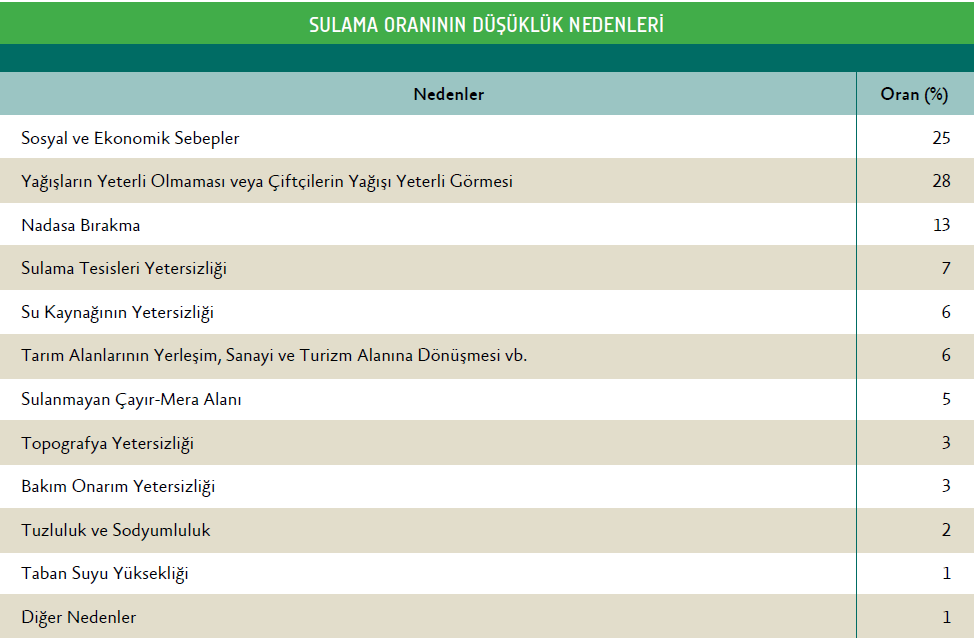 SULAMA ORANININ DÜŞÜKLÜK NEDENLERİ
Nedenler Oran (%)
Sosyal ve Ekonomik Sebepler 25
Yağışların Yeterli Olmaması veya Çiftçilerin Yağışı Yeterli Görmesi 28
Nadasa Bırakma 13
Sulama Tesisleri Yetersizliği 7
Su Kaynağının Yetersizliği 6
Tarım Alanlarının Yerleşim, Sanayi ve Turizm Alanına Dönüşmesi vb. 6
Sulanmayan Çayır-Mera Alanı 5
Topografya Yetersizliği 3
Bakım Onarım Yetersizliği 3
Tuzluluk ve Sodyumluluk 2
Taban Suyu Yüksekliği 1
Diğer Nedenler 1